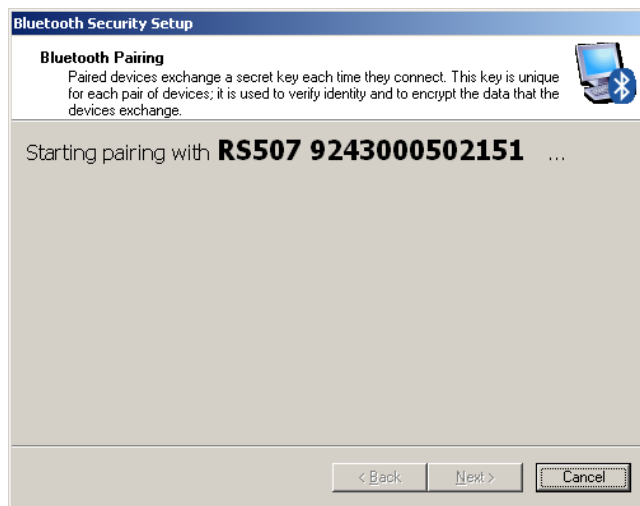 Bluetooth Security Setup
Bluetooth Pairing
Paired devices exchange a secret key each time they connect. This key is unique
for each pair of devices; it is used to verify identity and to encrypt the data that the
devices exchange.
Starting pairing with RS507 9243000502151 ...
< Back Next > Cancel